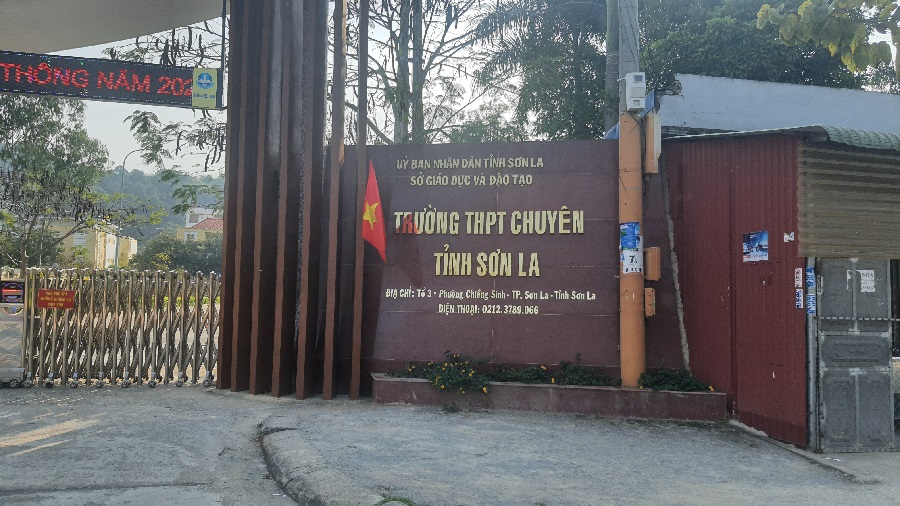 THÔNG NĂM 202
ỦY BAN NHÂN DÂN TỈNH SƠN LA
SỞ GIÁO DỤC VÀ ĐÀO TẠO
TRƯỜNG THPT CHUYÊN
TỈNH SƠN LA
ĐỊA CHỈ: Tổ 3 - Phường Chiềng Sinh - TP. Sơn La - Tỉnh Sơn La
ĐIỆN THOẠI: 0212.3789.066